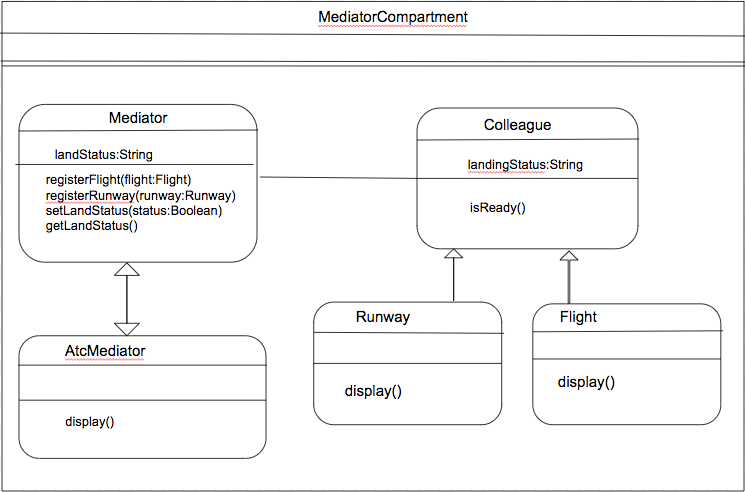 MediatorCompartment
Mediator
landStatus:String
registerFlight(flight:Flight)
registerRunway(runway:Runway)
setLandStatus(status:Boolean)
getLandStatus()
Colleague
landingStatus:String
isReady()
AtcMediator
display()
Runway
display()
Flight
display()